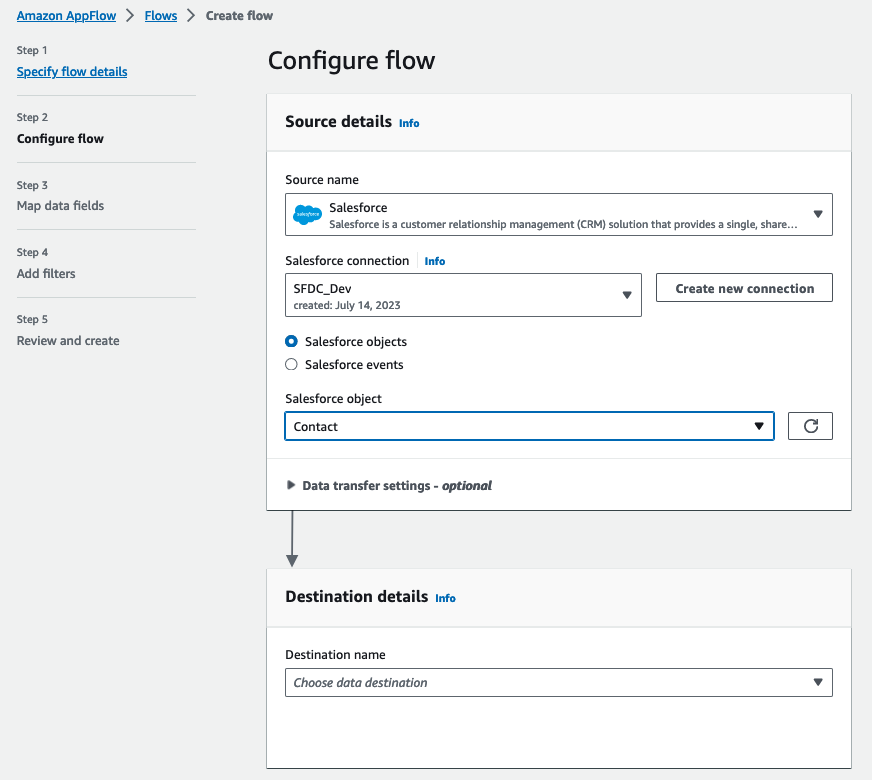 Amazon AppFlow > Flows > Create flow
Step 1
Specify flow details
Step 2
Configure flow
Step 3
Map data fields
Step 4
Add filters
Step 5
Review and create
Configure flow
Source details Info
Source name
salesforce
Salesforce
Salesforce is a customer relationship management (CRM) solution that provides a single, share...
Salesforce connection Info
SFDC_Dev
created: July 14, 2023
Create new connection
Salesforce objects
Salesforce events
Salesforce object
Contact
Data transfer settings - optional
Destination details Info
Destination name
Choose data destination